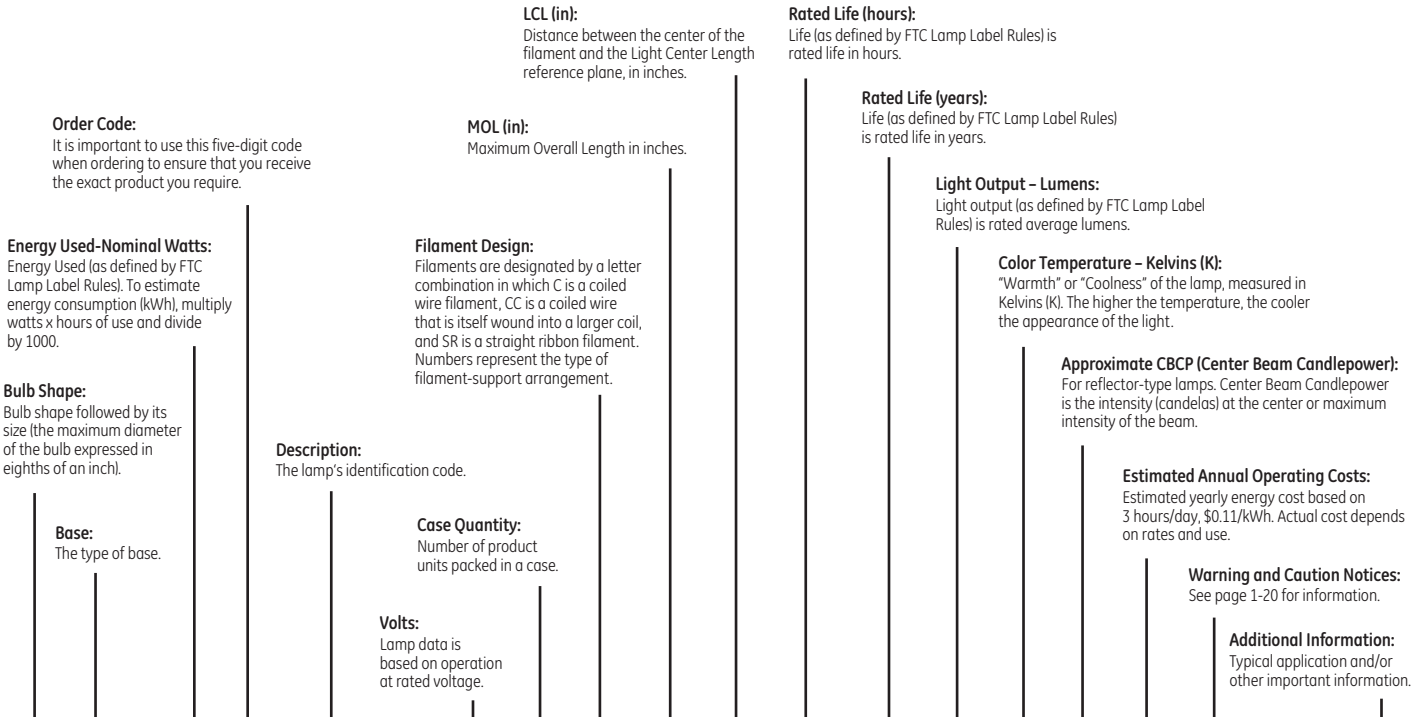 LCL (in):
Distance between the center of the
filament and the Light Center Length
reference plane, in inches.
Rated Life (hours):
Life (as defined by FTC Lamp Label Rules) is
rated life in hours.
Rated Life (years):
Life (as defined by FTC Lamp Label Rules)
is rated life in years.
Order Code:
It is important to use this five-digit code
when ordering to ensure that you receive
the exact product you require.
MOL (in):
Maximum Overall Length in inches.
Light Output – Lumens:
Light output (as defined by FTC Lamp Label
Rules) is rated average lumens.
Energy Used-Nominal Watts:
Energy Used (as defined by FTC
Lamp Label Rules). To estimate
energy consumption (kWh), multiply
watts x hours of use and divide
by 1000.
Filament Design:
Filaments are designated by a letter
combination in which C is a coiled
wire filament, CC is a coiled wire
that is itself wound into a larger coil,
and SR is a straight ribbon filament.
Numbers represent the type of
filament-support arrangement.
Color Temperature – Kelvins (K):
"Warmth" or "Coolness" of the lamp, measured in
Kelvins (K). The higher the temperature, the cooler
the appearance of the light.
Approximate CBCP (Center Beam Candlepower):
For reflector-type lamps. Center Beam Candlepower
is the intensity (candelas) at the center or maximum
intensity of the beam.
Bulb Shape:
Bulb shape followed by its
size (the maximum diameter
of the bulb expressed in
eighths of an inch).
Description:
The lamp's identification code.
Estimated Annual Operating Costs:
Estimated yearly energy cost based on
3 hours/day, $0.11/kWh. Actual cost depends
on rates and use.
Base:
The type of base.
Case Quantity:
Number of product
units packed in a case.
Warning and Caution Notices:
See page 1-20 for information.
Volts:
Lamp data is
based on operation
at rated voltage.
Additional Information:
Typical application and/or
other important information.